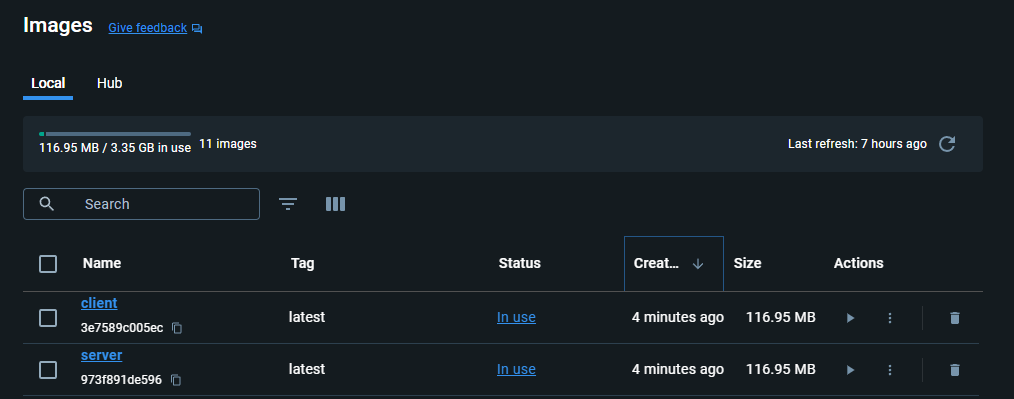 Images Give feedback
Local Hub
116.95 MB / 3.35 GB in use 11 images Last refresh: 7 hours ago
Search
Name Tag Status Creat... Size Actions
client latest In use 4 minutes ago 116.95 MB
3e7589c005ec
server latest In use 4 minutes ago 116.95 MB
973f891de596